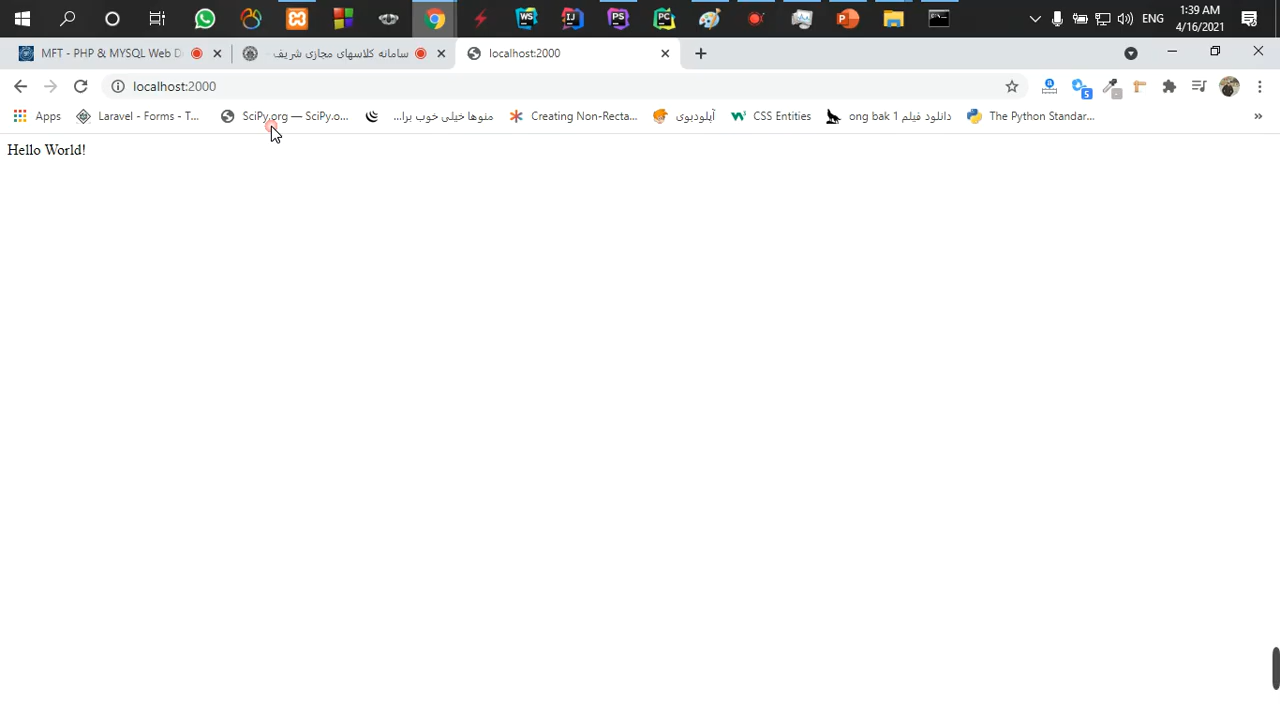 ENG
1:39 AM
4/16/2021
MFT - PHP & MYSQL Web D
سامانه کلاسهای مجازی شریف
localhost:2000
localhost:2000
5
Apps
Laravel - Forms - T...
SciPy.org — SciPy.o...
منوها خیلی خوب برا...
Creating Non-Recta...
آپلودبوی
CSS Entities
دانلود فیلم ong bak 1
The Python Standar...
Hello World!